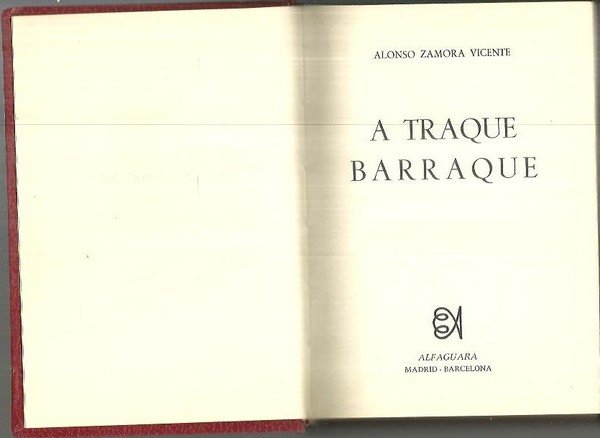 ALONSO ZAMORA VICENTE
A TRAQUE
BARRAQUE
ALFAGUARA
MADRID - BARCELONA